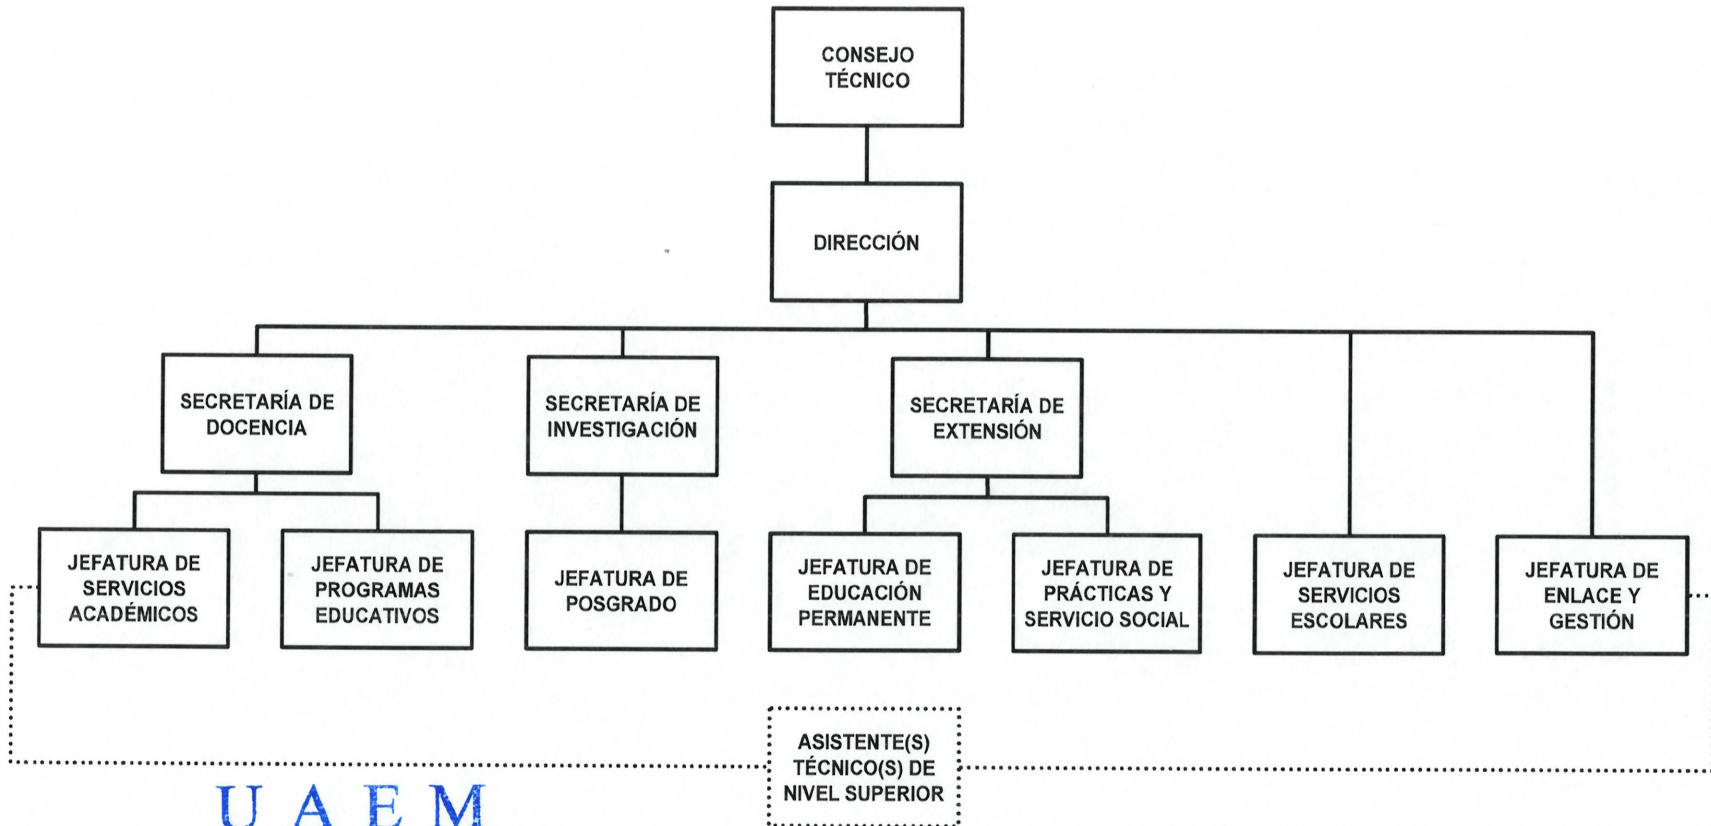 CONSEJO
TÉCNICO
DIRECCIÓN
SECRETARÍA DE
DOCENCIA
SECRETARÍA DE
INVESTIGACIÓN
SECRETARÍA DE
EXTENSIÓN
JEFATURA DE
SERVICIOS
ACADÉMICOS
JEFATURA DE
PROGRAMAS
EDUCATIVOS
JEFATURA DE
POSGRADO
JEFATURA DE
EDUCACIÓN
PERMANENTE
JEFATURA DE
PRÁCTICAS Y
SERVICIO SOCIAL
JEFATURA DE
SERVICIOS
ESCOLARES
JEFATURA DE
ENLACE Y
GESTIÓN
ASISTENTE(S)
TÉCNICO(S) DE
NIVEL SUPERIOR
U A E M